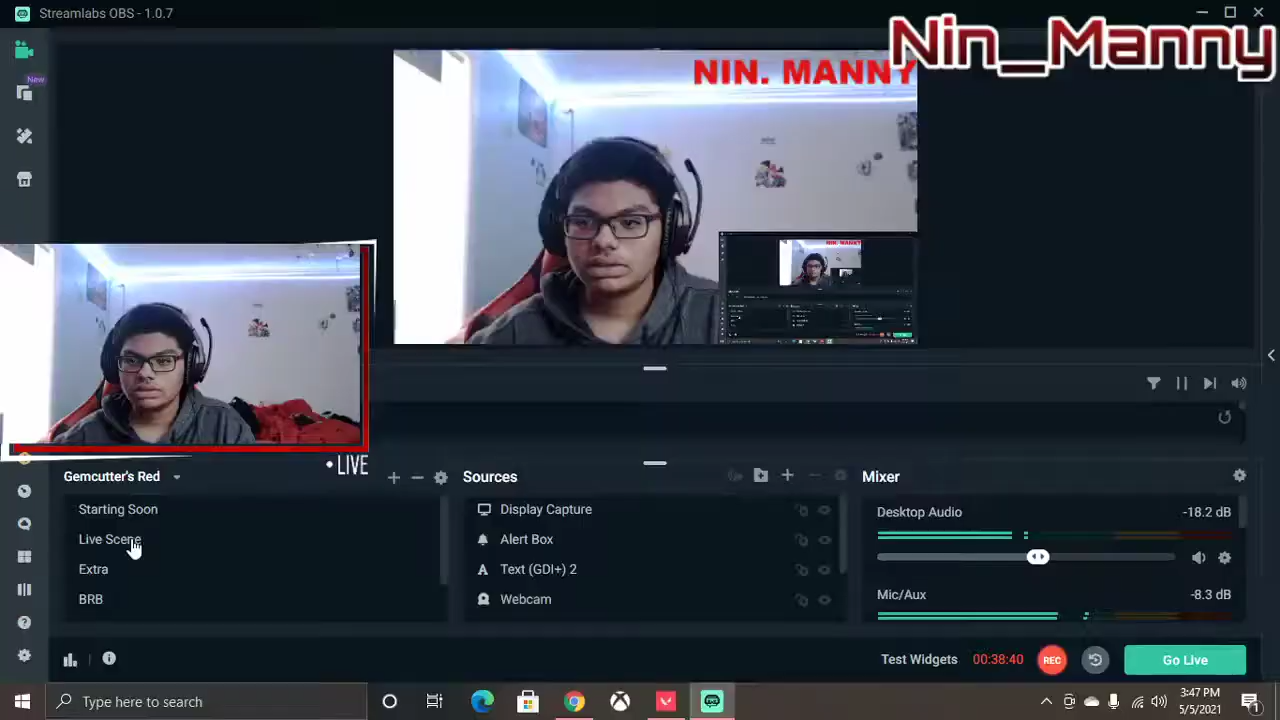 Streamlabs OBS - 1.0.7
Nin_Manny
NIN. MANNY
New
• LIVE
Gemcutter's Red
Starting Soon
Live Scene
Extra
BRB
Sources
Display Capture
Alert Box
Text (GDI+) 2
Webcam
Mixer
Desktop Audio
-18.2 dB
Mic/Aux
-8.3 dB
Test Widgets
00:38:40
REC
Go Live
Type here to search
3:47 PM
5/5/2021
1